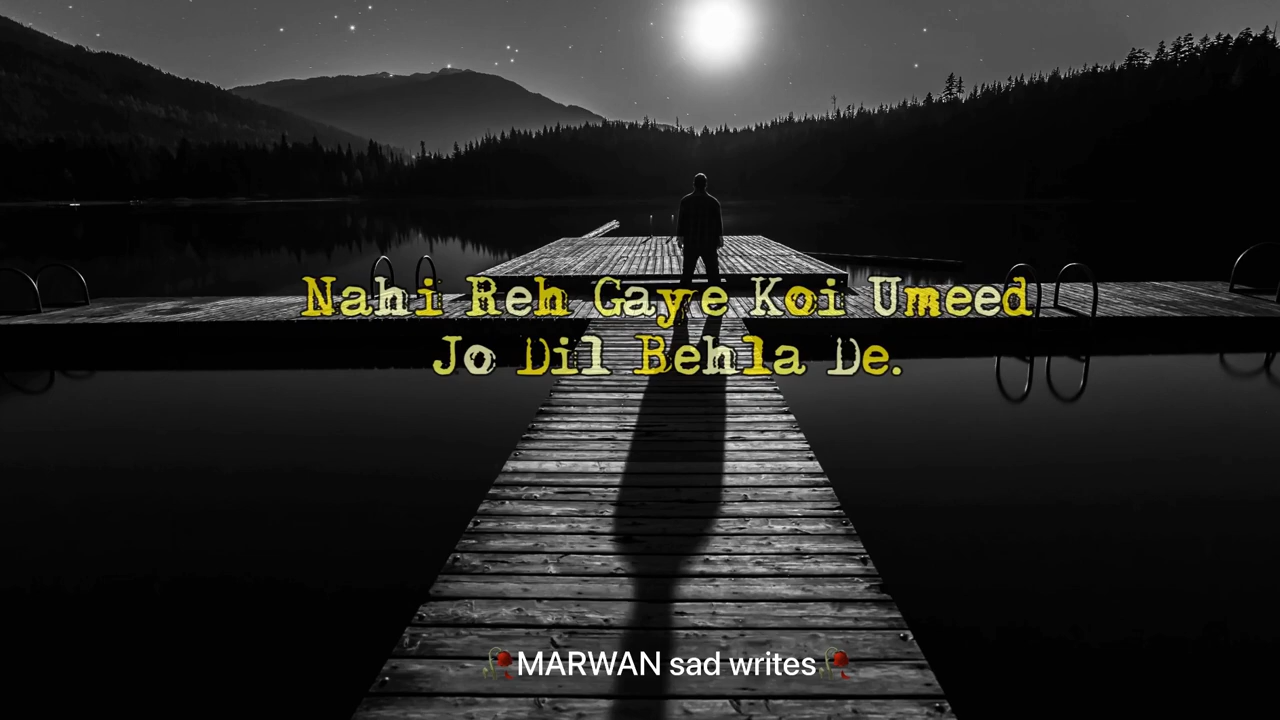 Nahi Reh Gaye Koi Umeed
Jo Dil Behla De.
🥀MARWAN sad writes🥀